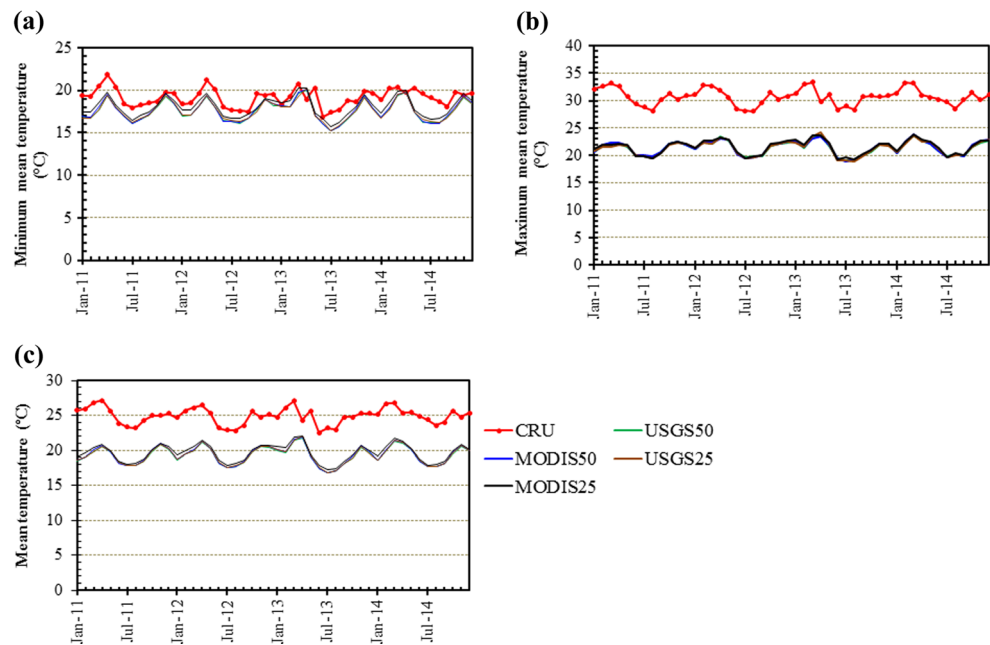 (a)
Minimum mean temperature
(°C)
25
20
15
10
5
0
Jan-11
Jul-11
Jan-12
Jul-12
Jan-13
Jul-13
Jan-14
Jul-14
(b)
Maximum mean temperature
(°C)
40
35
30
25
20
15
10
5
0
Jan-11
Jul-11
Jan-12
Jul-12
Jan-13
Jul-13
Jan-14
Jul-14
(c)
Mean temperature (°C)
30
25
20
15
10
5
0
Jan-11
Jul-11
Jan-12
Jul-12
Jan-13
Jul-13
Jan-14
Jul-14
CRU
USGS50
MODIS50
USGS25
MODIS25